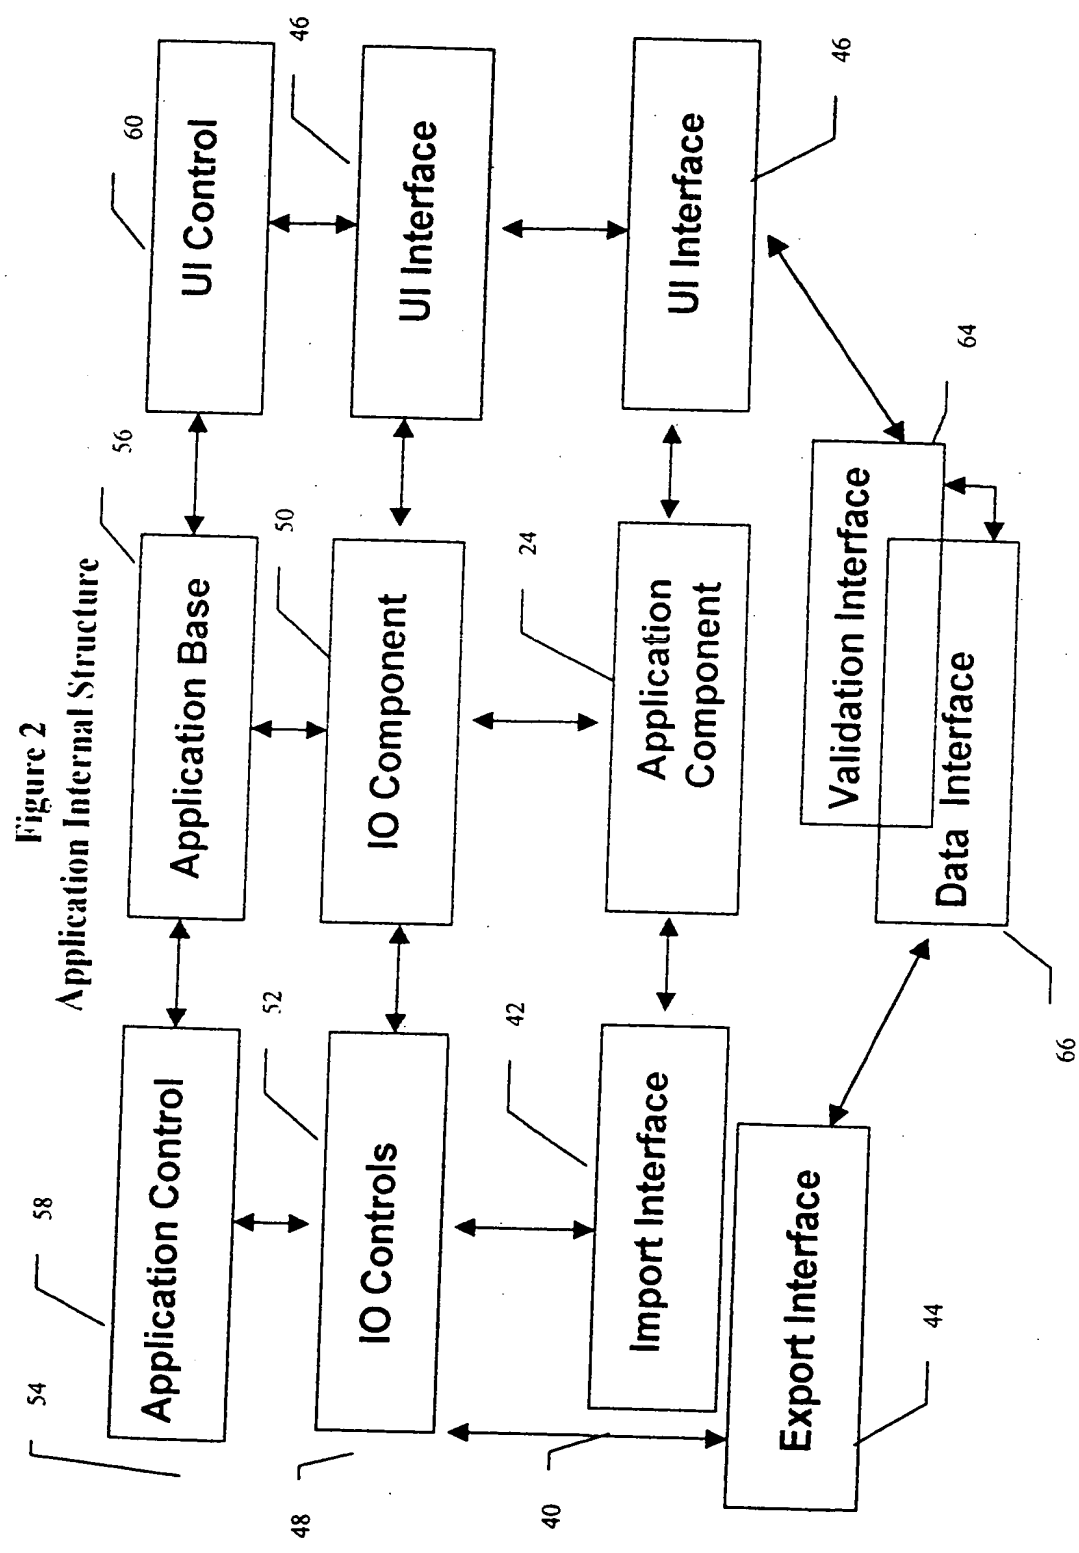 Figure 2
Application Internal Structure
54
58
Application Control
56
Application Base
60
UI Control
48
52
IO Controls
50
IO Component
46
UI Interface
40
42
Import Interface
24
Application
Component
46
UI Interface
44
Export Interface
64
Validation Interface
66
Data Interface